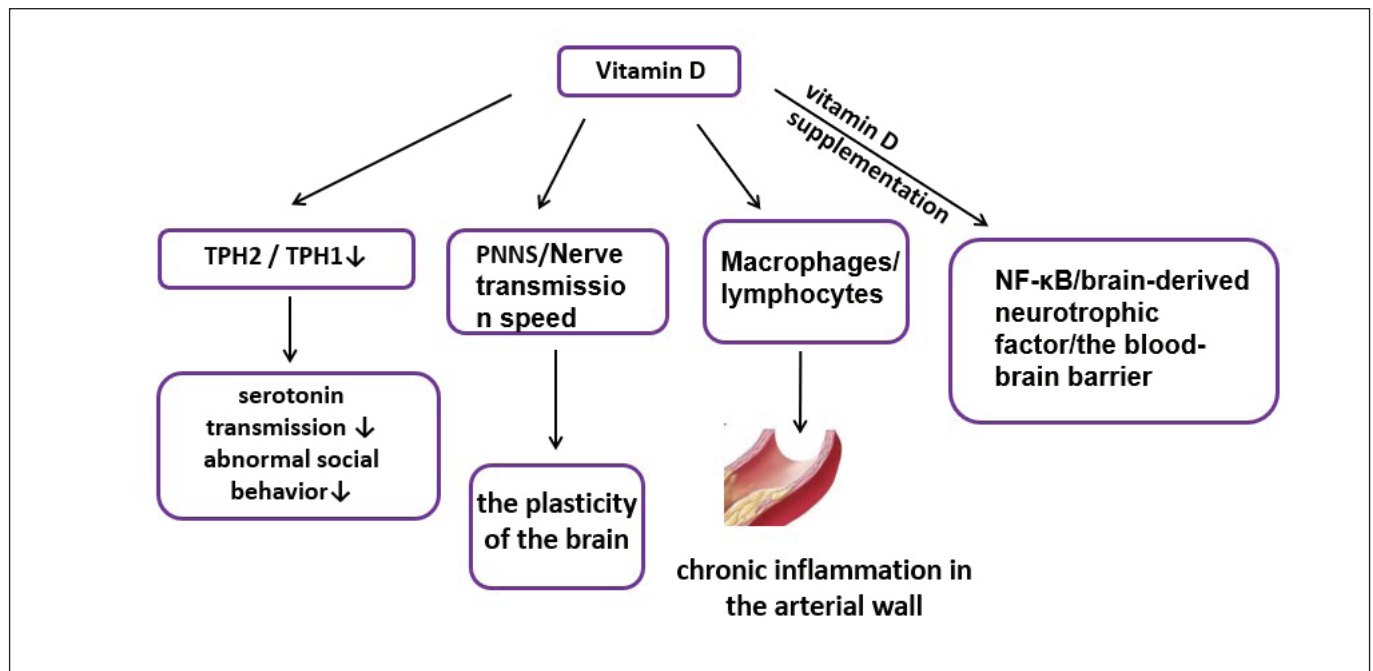 Vitamin D
vitamin D
supplementation
TPH2 / TPH1↓
PNNS/Nerve
transmissio
n speed
Macrophages/
lymphocytes
NF-κB/brain-derived
neurotrophic
factor/the blood-
brain barrier
serotonin
transmission ↓
abnormal social
behavior↓
the plasticity
of the brain
chronic inflammation in
the arterial wall